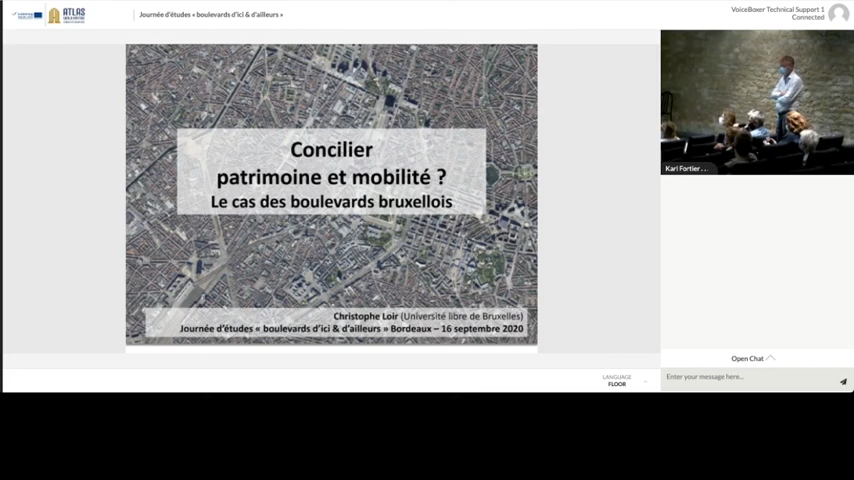 ATLAS
Journée d'études « boulevards d'ici & d'ailleurs »
VoiceBoxer Technical Support 1
Connected
Concilier
patrimoine et mobilité ?
Le cas des boulevards bruxellois
Christophe Loir (Université libre de Bruxelles)
Journée d'études « boulevards d'ici & d'ailleurs » Bordeaux – 16 septembre 2020
Karl Fortier ...
Open Chat
LANGUAGE
FLOOR
Enter your message here...